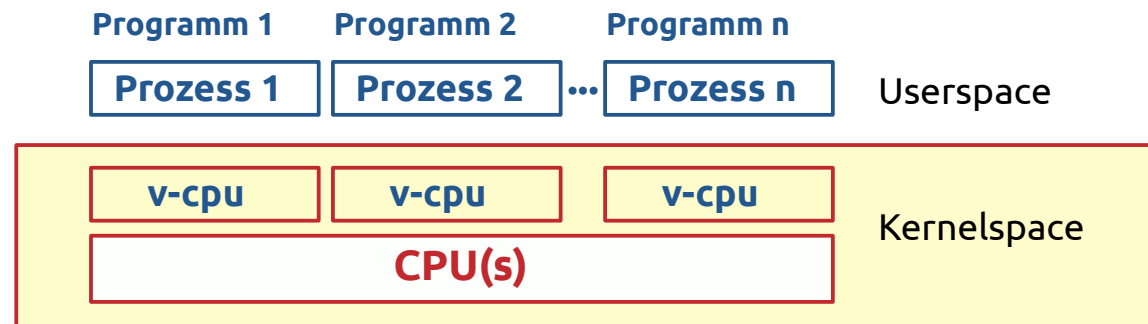 Programm 1 Programm 2 Programm n
Prozess 1 Prozess 2 ... Prozess n Userspace
v-cpu v-cpu v-cpu
Kernelspace
CPU(s)